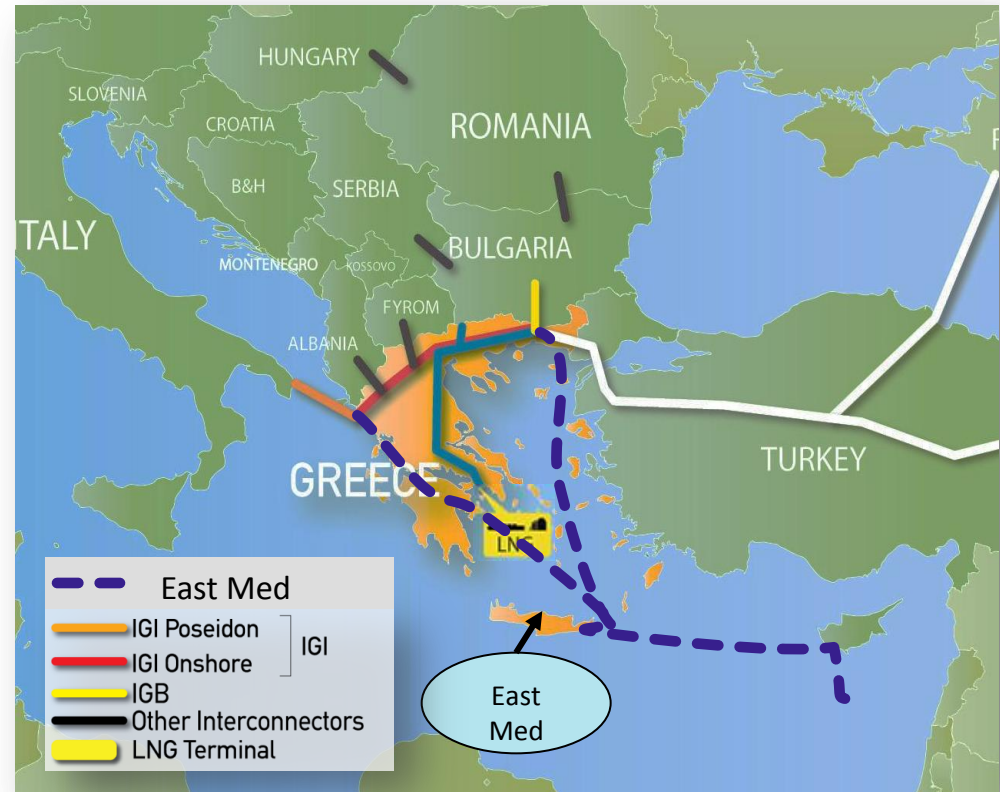 HUNGARY
SLOVENIA
CROATIA
ROMANIA
B&H
SERBIA
ITALY
BULGARIA
MONTENEGRO
KOSSOVO
FYROM
ALBANIA
TURKEY
GREECE
LNG
East Med
IGI Poseidon
IGI
IGI Onshore
IGB
Other Interconnectors
LNG Terminal
East
Med